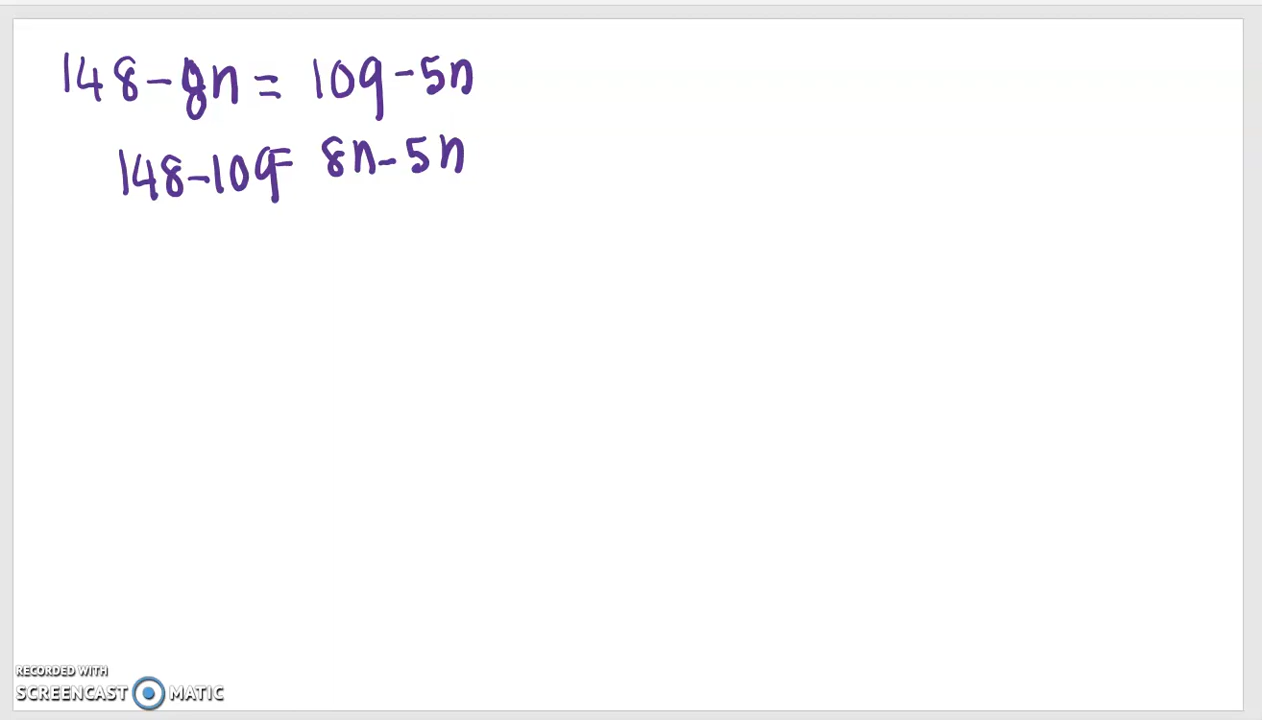 148-8n = 109-5n
148-109= 8n-5n
RECORDED WITH
SCREENCAST MATIC